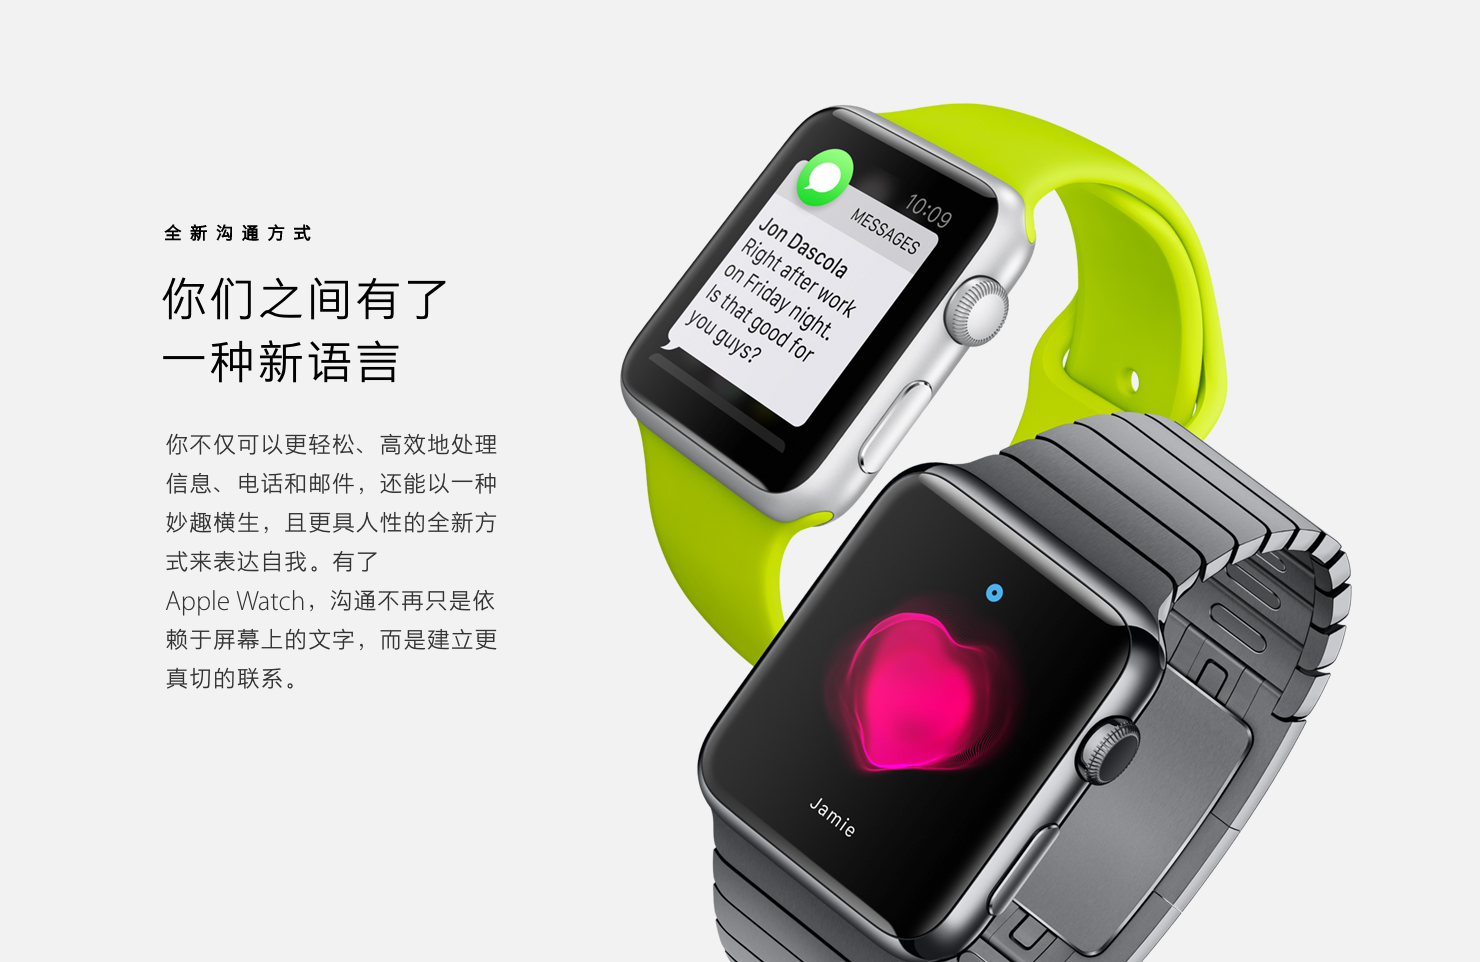 全新沟通方式
你们之间有了
一种新语言
你不仅可以更轻松、高效地处理
信息、电话和邮件，还能以一种
妙趣横生，且更具人性的全新方
式来表达自我。有了
Apple Watch，沟通不再只是依
赖于屏幕上的文字，而是建立更
真切的联系。
10:09
MESSAGES
Jon Dascola
Right after work
on Friday night.
Is that good for
you guys?
Jamie